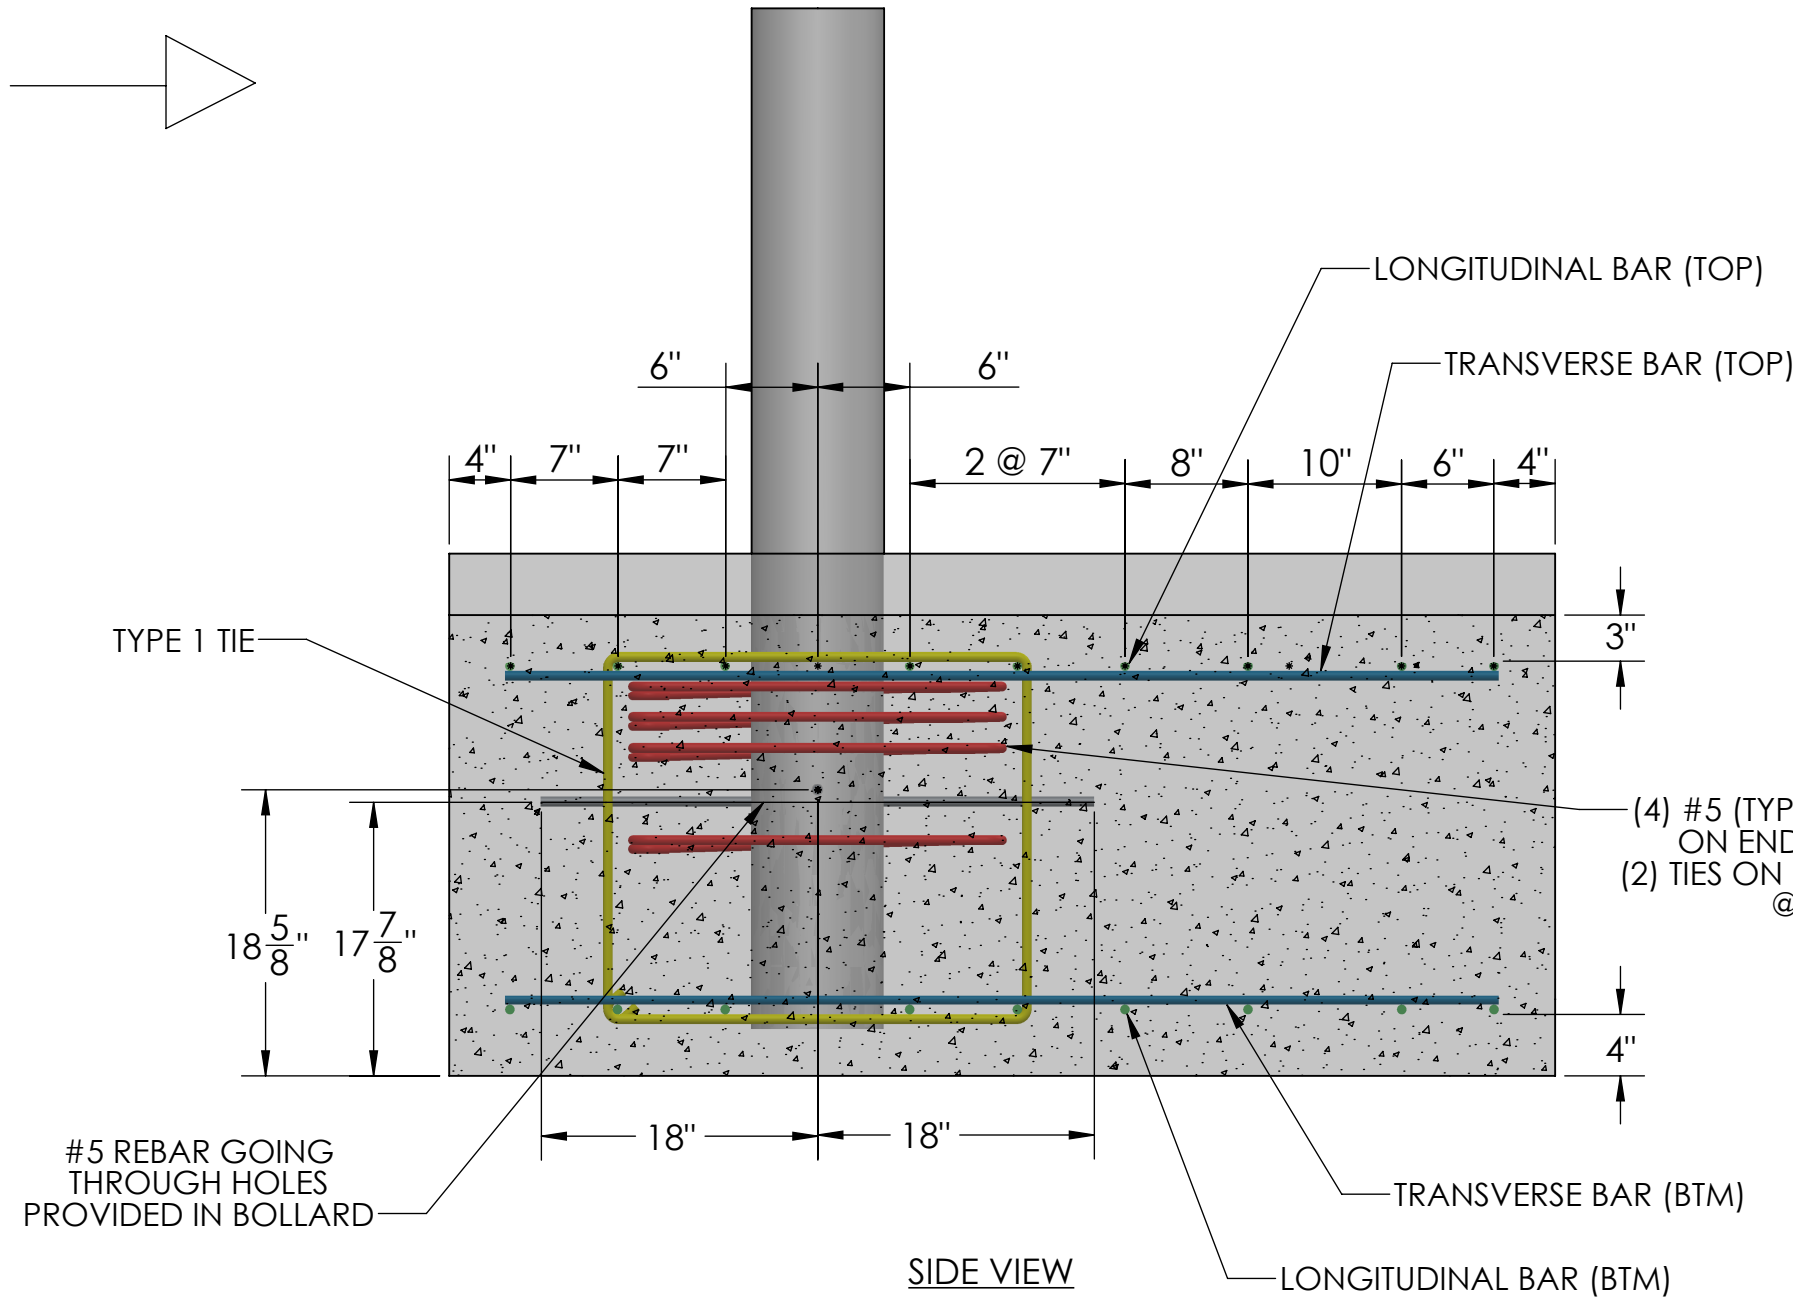 LONGITUDINAL BAR (TOP)
TRANSVERSE BAR (TOP)
6" 6"
4" 7" 7" 2 @ 7" 8" 10" 6" 4"
3"
TYPE 1 TIE
(4) #5 (TYP
ON END
(2) TIES ON
@
18 5/8" 17 7/8"
4"
18" 18"
#5 REBAR GOING
THROUGH HOLES
PROVIDED IN BOLLARD
TRANSVERSE BAR (BTM)
SIDE VIEW
LONGITUDINAL BAR (BTM)